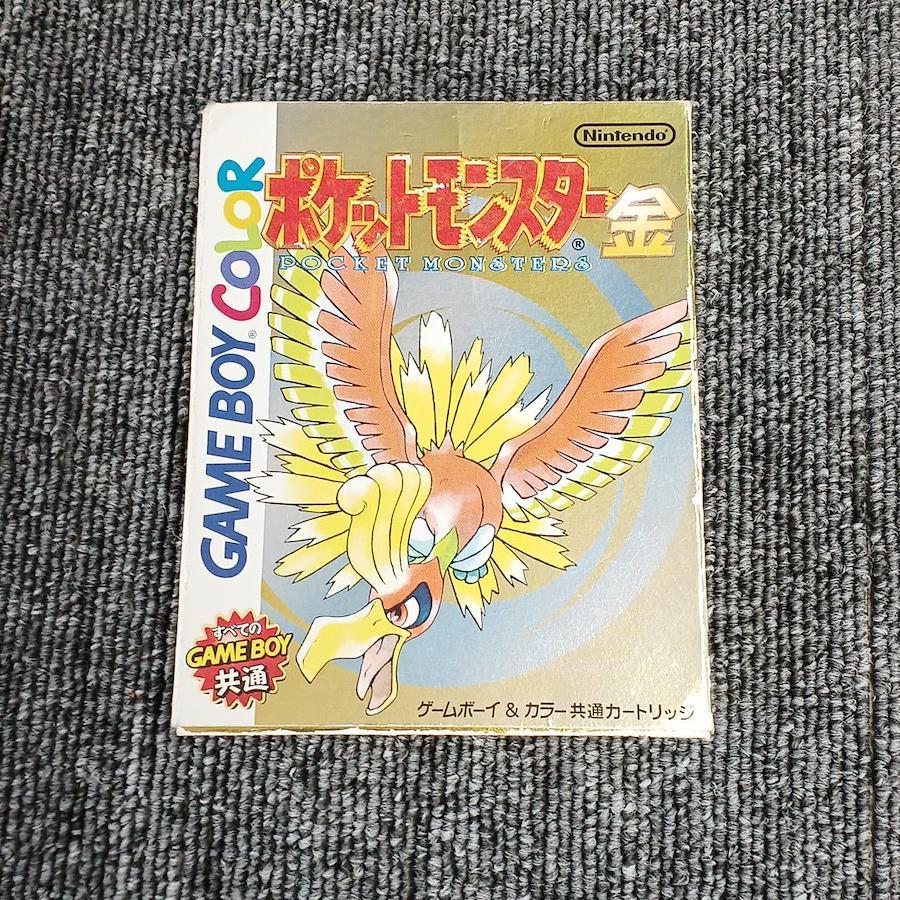 Nintendo
ポケットモンスター金
®
POCKET MONSTERS
GAME BOY® COLOR
すべての
GAME BOY
共通
ゲームボーイ & カラー共通カートリッジ